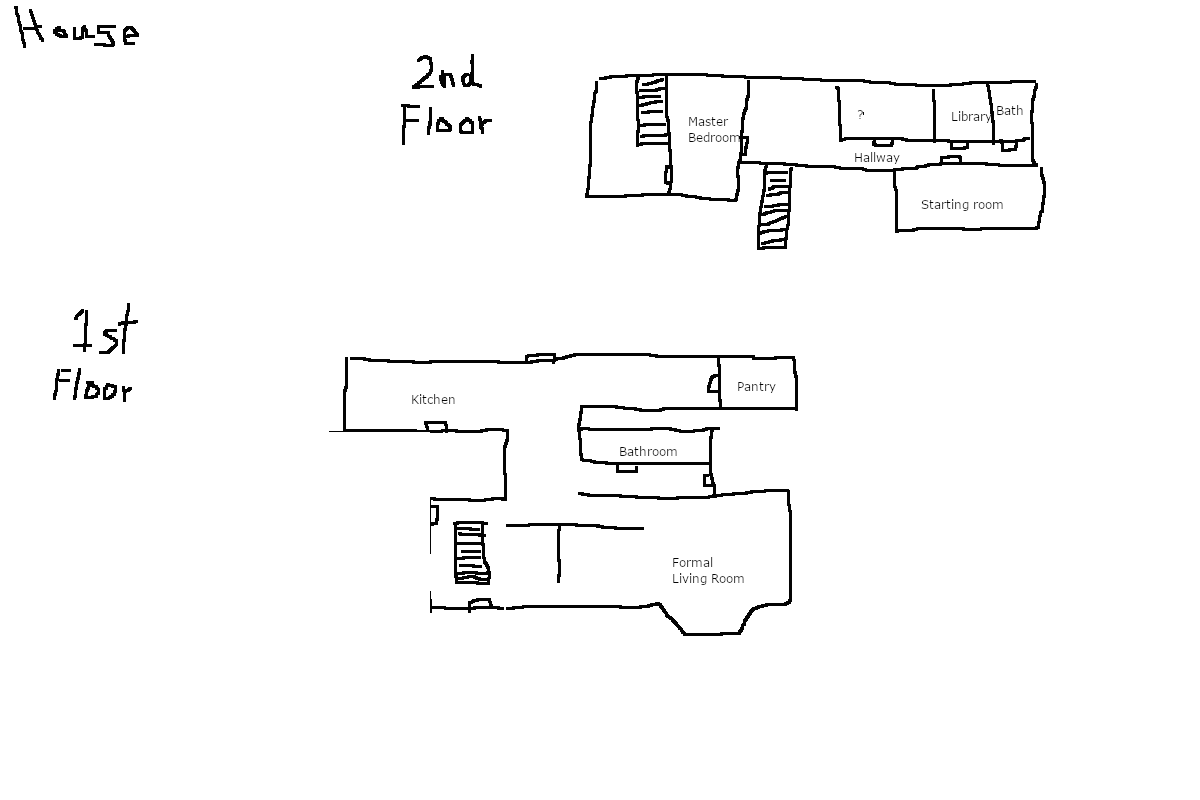 House
2nd
Floor
Master
Bedroom
?
Library
Bath
Hallway
Starting room
1st
Floor
Kitchen
Pantry
Bathroom
Formal
Living Room